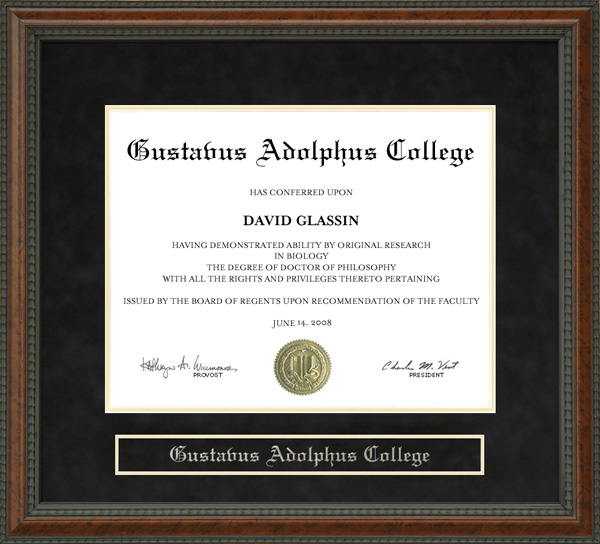 Gustavus Adolphus College
HAS CONFERRED UPON
DAVID GLASSIN
HAVING DEMONSTRATED ABILITY BY ORIGINAL RESEARCH
IN BIOLOGY
THE DEGREE OF DOCTOR OF PHILOSOPHY
WITH ALL THE RIGHTS AND PRIVILEGES THERETO PERTAINING
ISSUED BY THE BOARD OF REGENTS UPON RECOMMENDATION OF THE FACULTY
JUNE 14, 2008
Charles M. Vest
PROVOST
PRESIDENT
Gustavus Adolphus College